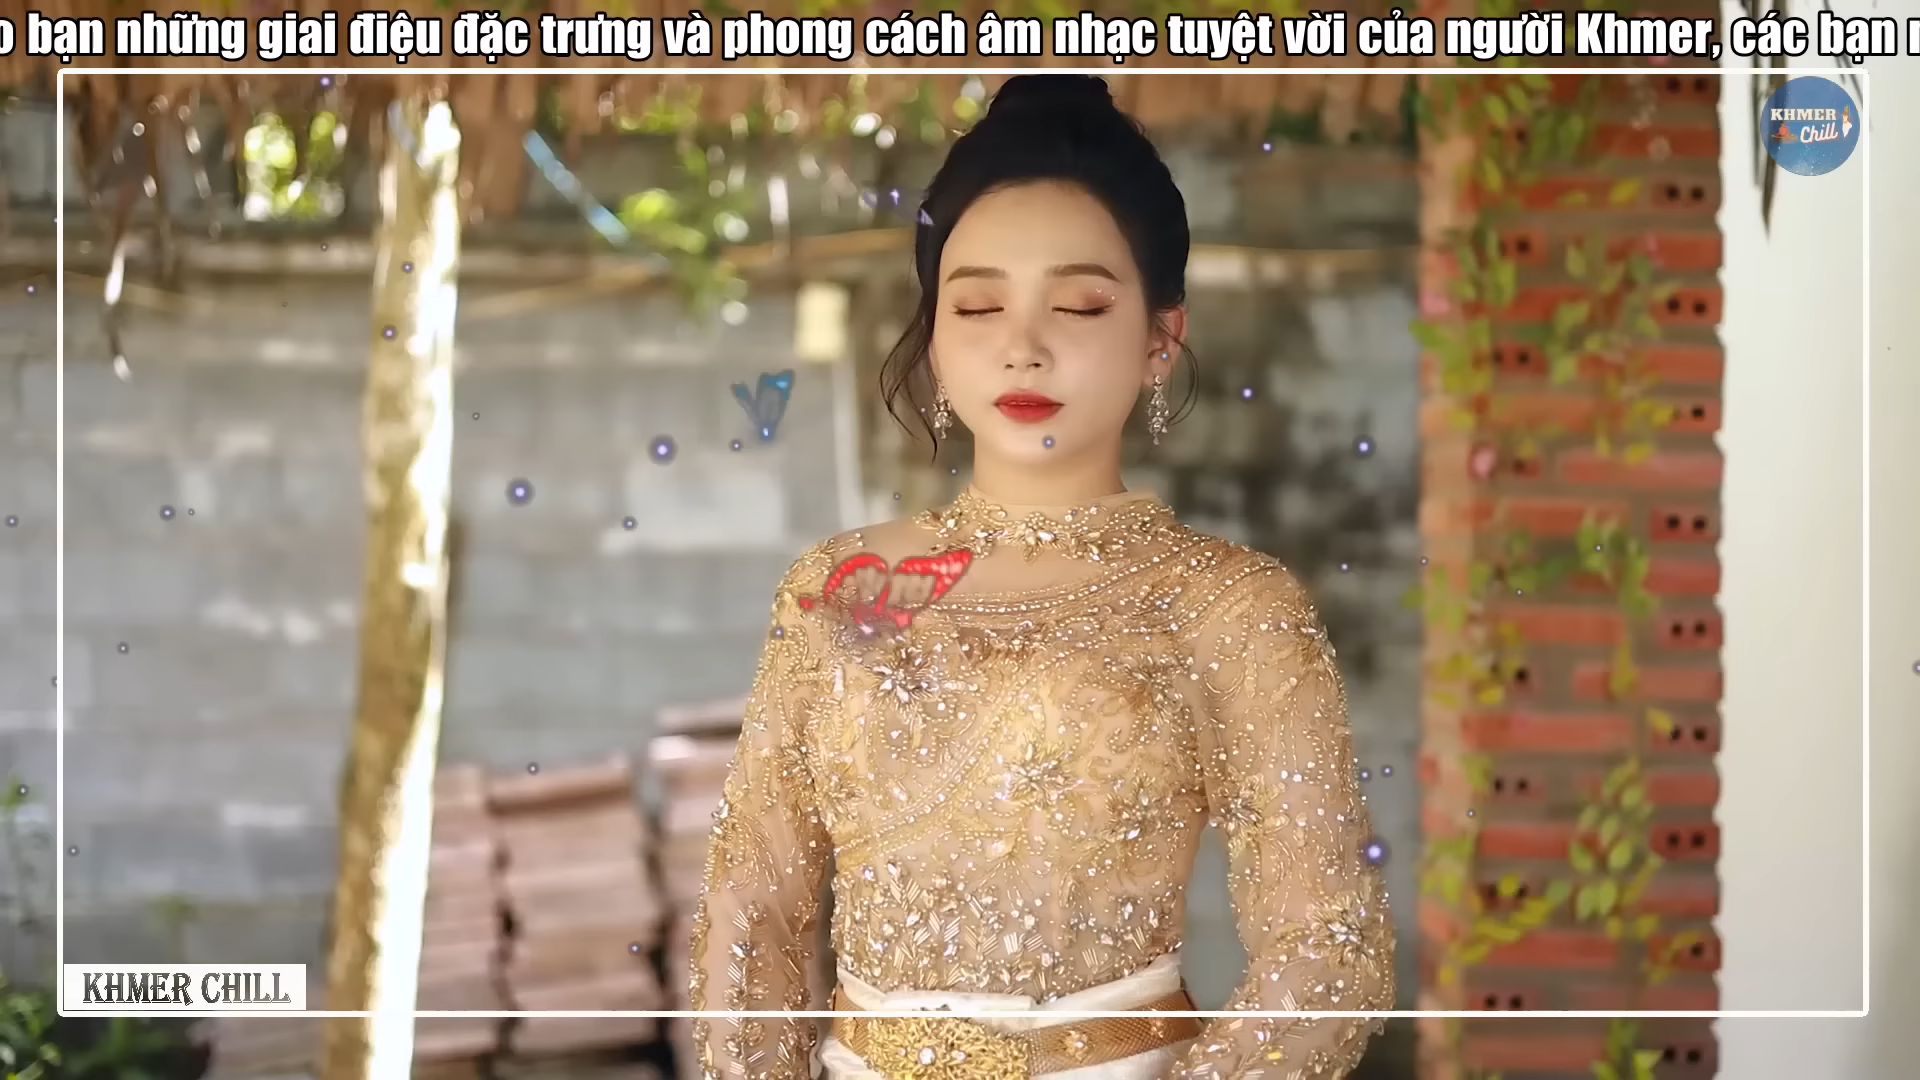 bạn những giai điệu đặc trưng và phong cách âm nhạc tuyệt vời của người Khmer, các bạn
KHMER
Chill
KHMER CHILL